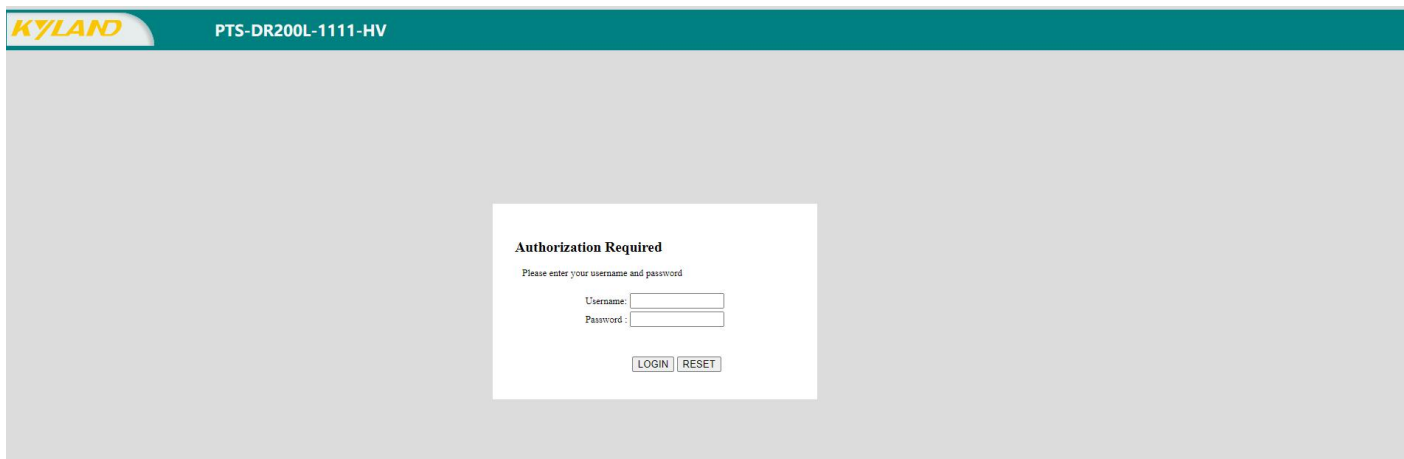 KYLAND PTS-DR200L-1111-HV
Authorization Required
Please enter your username and password
Username:
Password :
LOGIN RESET